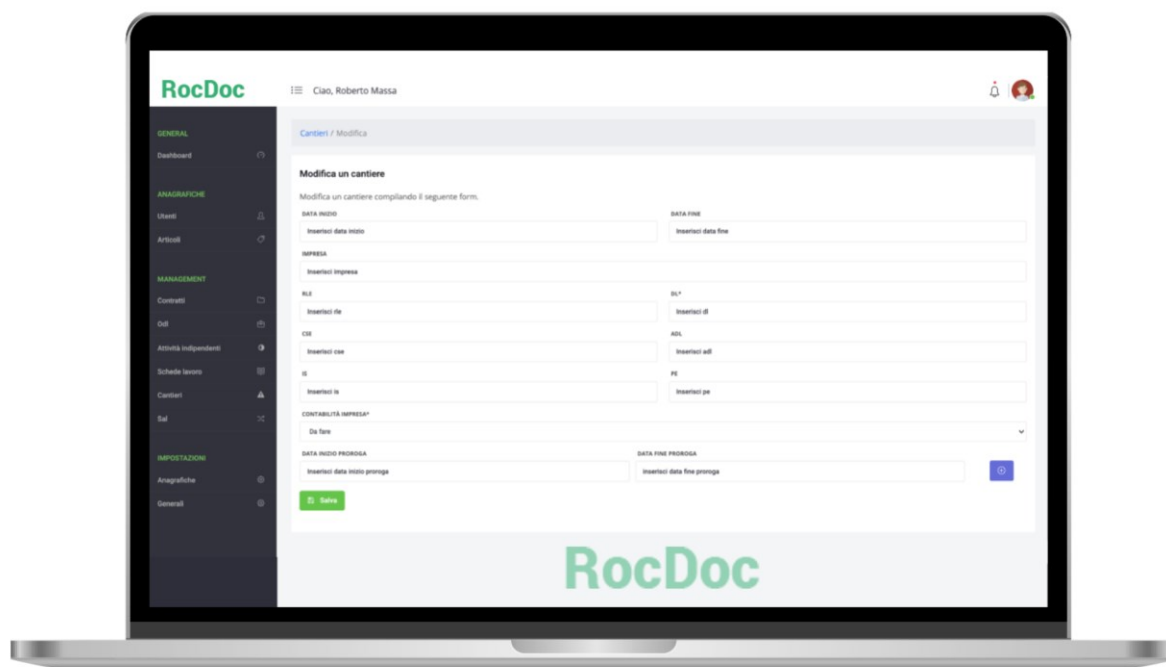 RocDoc
Ciao, Roberto Massa
GENERAL
Dashboard
ANAGRAFICHE
Utenti
Articoli
MANAGEMENT
Contratti
Odl
Attività indipendenti
Schede lavoro
Cantieri
Sal
IMPOSTAZIONI
Anagrafiche
Generali
Cantieri / Modifica
Modifica un cantiere
Modifica un cantiere compilando il seguente form.
DATA INIZIO DATA FINE
Inserisci data inizio Inserisci data fine
IMPRESA
Inserisci impresa
RLE DL*
Inserisci rle Inserisci dl
CSE ADL
Inserisci cse Inserisci adl
IS PE
Inserisci is Inserisci pe
CONTABILITÀ IMPRESA*
Da fare
DATA INIZIO PROROGA DATA FINE PROROGA
Inserisci data inizio proroga Inserisci data fine proroga
Salva
RocDoc